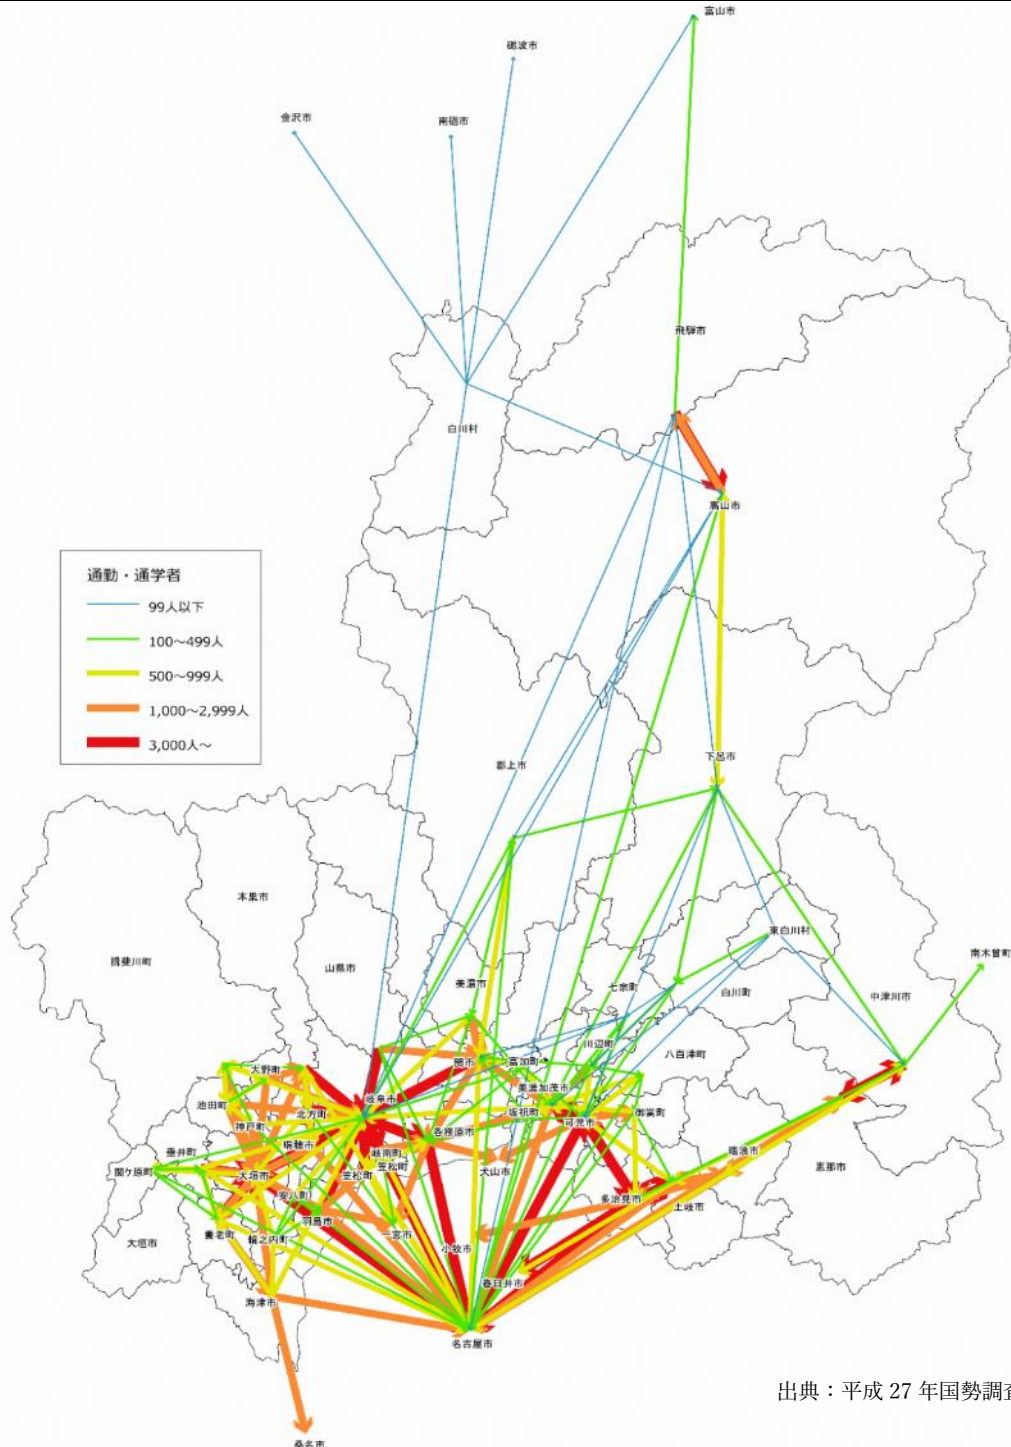 富山市
砺波市
金沢市
南砺市
飛騨市
白川村
高山市
通勤・通学者
99人以下
100～499人
500～999人
1,000～2,999人
3,000人～
下呂市
郡上市
本巣市
東白川村
南木曽町
揖斐川町
山県市
美濃市
七宗町
白川町
中津川市
川辺町
八百津町
関市
富加町
大野町
美濃加茂市
池田町
岐阜市
北方町
坂祝町
御嵩町
神戸町
可児市
瑞穂市
各務原市
垂井町
岐南町
瑞浪市
関ケ原町
大垣市
笠松町
笠松町
犬山市
恵那市
安八町
多治見市
土岐市
羽島市
養老町
輪之内町
一宮市
大垣市
小牧市
春日井市
海津市
名古屋市
出典：平成 27 年国勢調査
桑名市